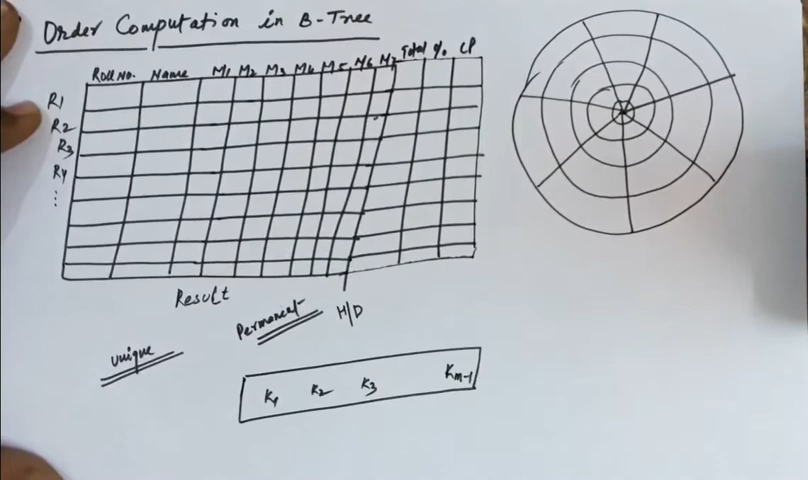 Order Computation in B-Tree
Roll No. Name M1 M2 M3 M4 M5 M6 M7 Total % CP
R1
R2
R3
R4
⋮
Result
Permanent H/D
Unique
K1 K2 K3 Km-1